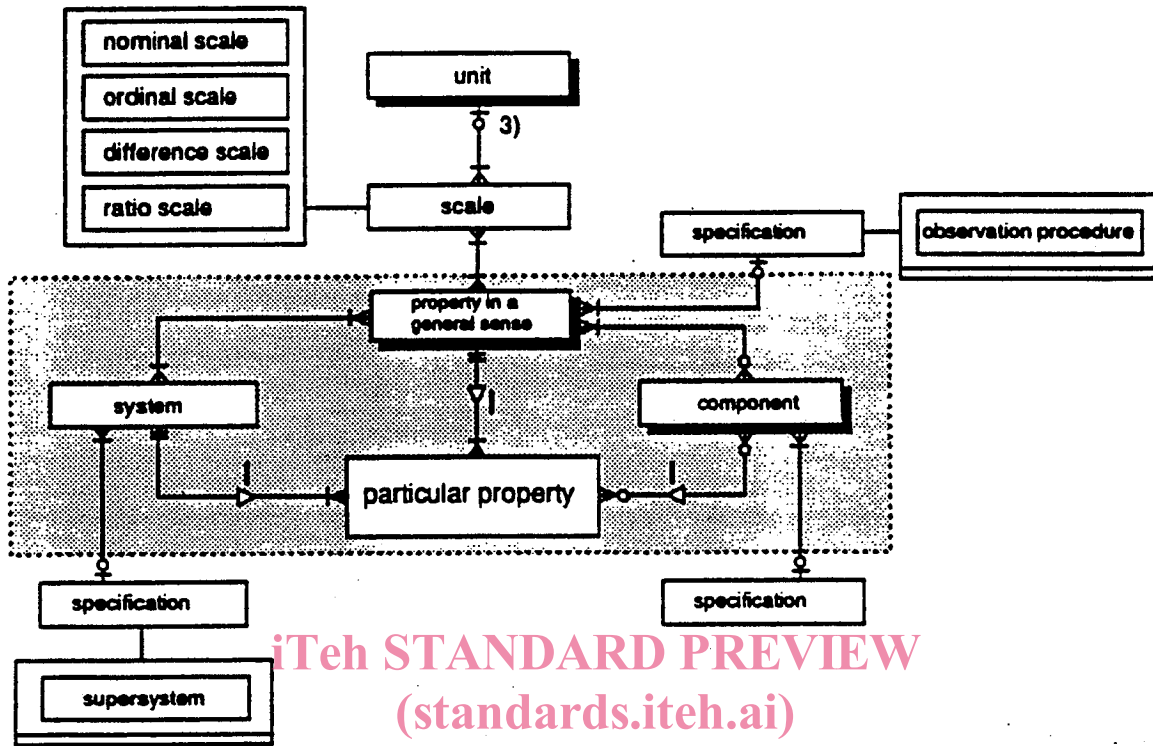 nominal scale
ordinal scale
difference scale
ratio scale
unit
3)
scale
specification
observation procedure
property in a
general sense
system
component
I
I
I
particular property
specification
specification
supersystem
iTeh STANDARD PREVIEW
(standards.iteh.ai)